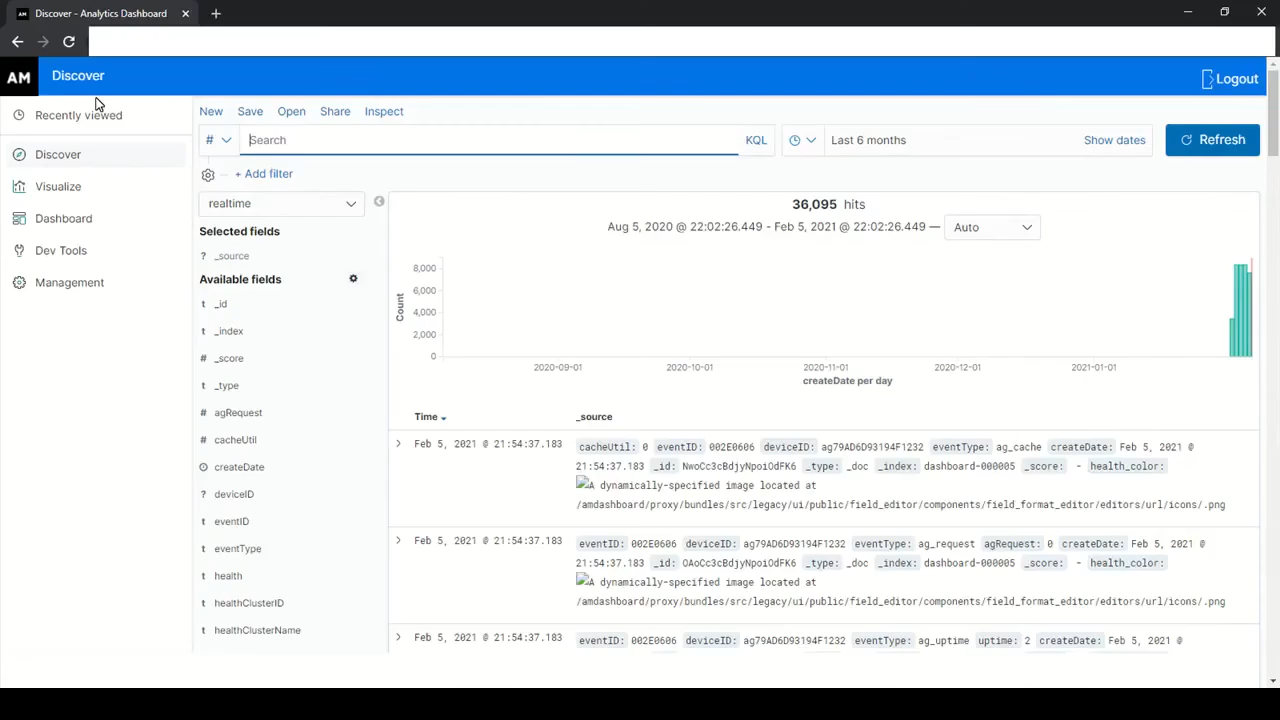 AM Discover - Analytics Dashboard
AM Discover Logout
Recently viewed
Discover
Visualize
Dashboard
Dev Tools
Management
New Save Open Share Inspect
# Search KQL Last 6 months Show dates Refresh
+ Add filter
realtime
Selected fields
? _source
Available fields
t _id
t _index
# _score
t _type
# agRequest
# cacheUtil
createDate
? deviceID
t eventID
t eventType
t health
t healthClusterID
t healthClusterName
36,095 hits
Aug 5, 2020 @ 22:02:26.449 - Feb 5, 2021 @ 22:02:26.449 — Auto
Count
8,000
6,000
4,000
2,000
0
2020-09-01 2020-10-01 2020-11-01 2020-12-01 2021-01-01
createDate per day
Time _source
Feb 5, 2021 @ 21:54:37.183 cacheUtil: 0 eventID: 002E0606 deviceID: ag79AD6D93194F1232 eventType: ag_cache createDate: Feb 5, 2021 @
21:54:37.183 _id: NwoCc3cBdjyNpoiOdFK6 _type: _doc _index: dashboard-000005 _score: - health_color:
A dynamically-specified image located at
/amdashboard/proxy/bundles/src/legacy/ui/public/field_editor/components/field_format_editor/editors/url/icons/.png
Feb 5, 2021 @ 21:54:37.183 eventID: 002E0606 deviceID: ag79AD6D93194F1232 eventType: ag_request agRequest: 0 createDate: Feb 5, 2021 @
21:54:37.183 _id: OAoCc3cBdjyNpoiOdFK6 _type: _doc _index: dashboard-000005 _score: - health_color:
A dynamically-specified image located at
/amdashboard/proxy/bundles/src/legacy/ui/public/field_editor/components/field_format_editor/editors/url/icons/.png
Feb 5, 2021 @ 21:54:37.183 eventID: 002E0606 deviceID: ag79AD6D93194F1232 eventType: ag_uptime uptime: 2 createDate: Feb 5, 2021 @